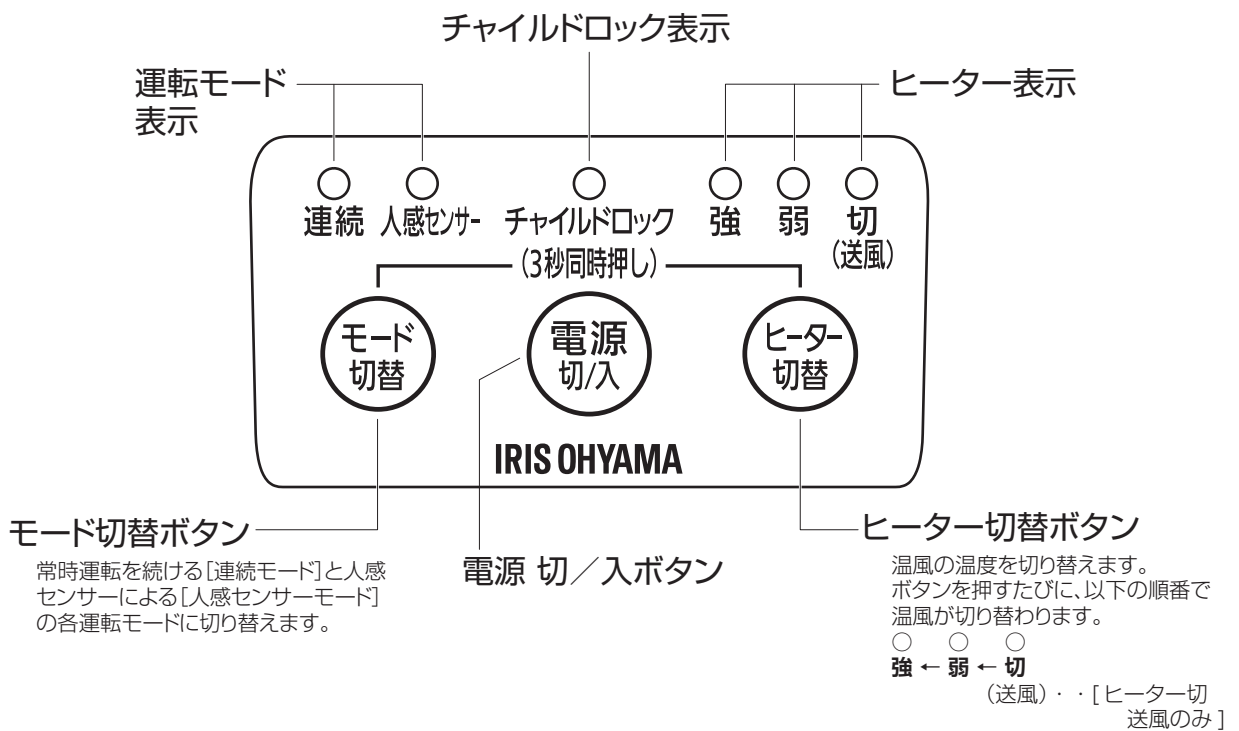 チャイルドロック表示
運転モード
表示
ヒーター表示
連続 人感センサー チャイルドロック 強 弱 切
(3秒同時押し) (送風)
モード
切替
電源
切/入
ヒーター
切替
IRIS OHYAMA
モード切替ボタン
常時運転を続ける[連続モード]と人感
センサーによる[人感センサーモード]
の各運転モードに切り替えます。
電源 切／入ボタン
ヒーター切替ボタン
温風の温度を切り替えます。
ボタンを押すたびに、以下の順番で
温風が切り替わります。
○ ○ ○
強 ← 弱 ← 切
(送風)・・[ヒーター切
送風のみ]